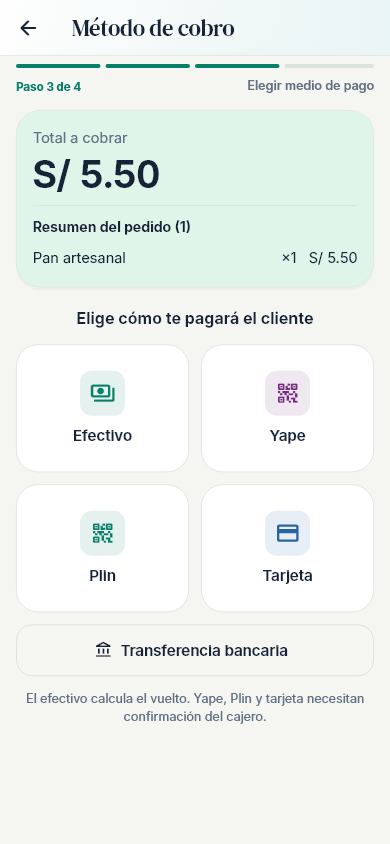 Método de cobro
Paso 3 de 4
Elegir medio de pago
Total a cobrar
S/ 5.50
Resumen del pedido (1)
Pan artesanal ×1 S/ 5.50
Elige cómo te pagará el cliente
Efectivo
Yape
Plin
Tarjeta
Transferencia bancaria
El efectivo calcula el vuelto. Yape, Plin y tarjeta necesitan
confirmación del cajero.